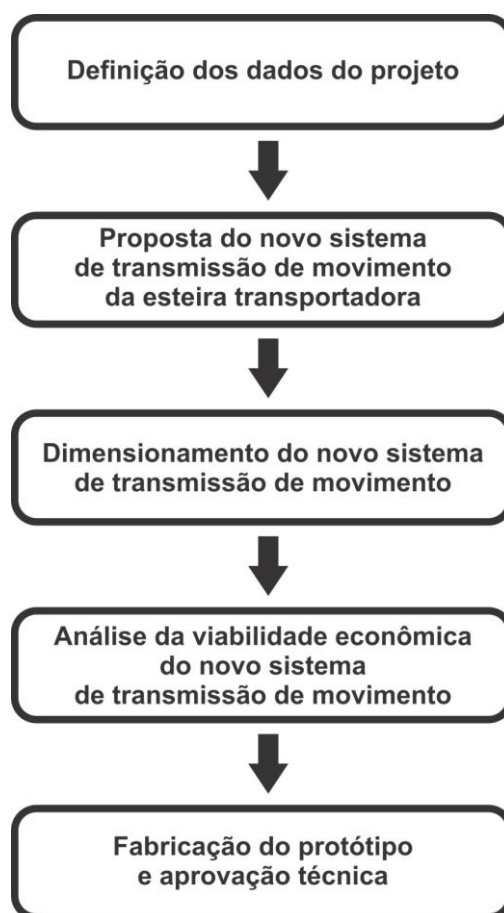 Definição dos dados do projeto
Proposta do novo sistema
de transmissão de movimento
da esteira transportadora
Dimensionamento do novo sistema
de transmissão de movimento
Análise da viabilidade econômica
do novo sistema
de transmissão de movimento
Fabricação do protótipo
e aprovação técnica